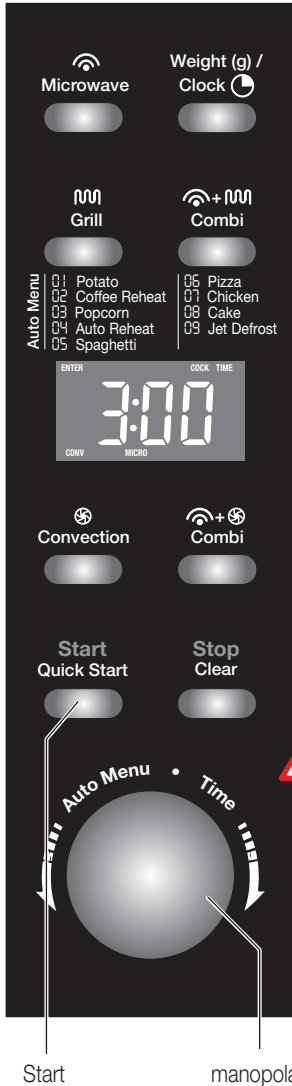 Microwave
Weight (g) /
Clock
Grill
+
Combi
Auto Menu
01 Potato
02 Coffee Reheat
03 Popcorn
04 Auto Reheat
05 Spaghetti
06 Pizza
07 Chicken
08 Cake
09 Jet Defrost
ENTER
COCK TIME
3:00
CONV
MICRO
Convection
+
Combi
Start
Quick Start
Stop
Clear
Auto Menu • Time
Start
manopola